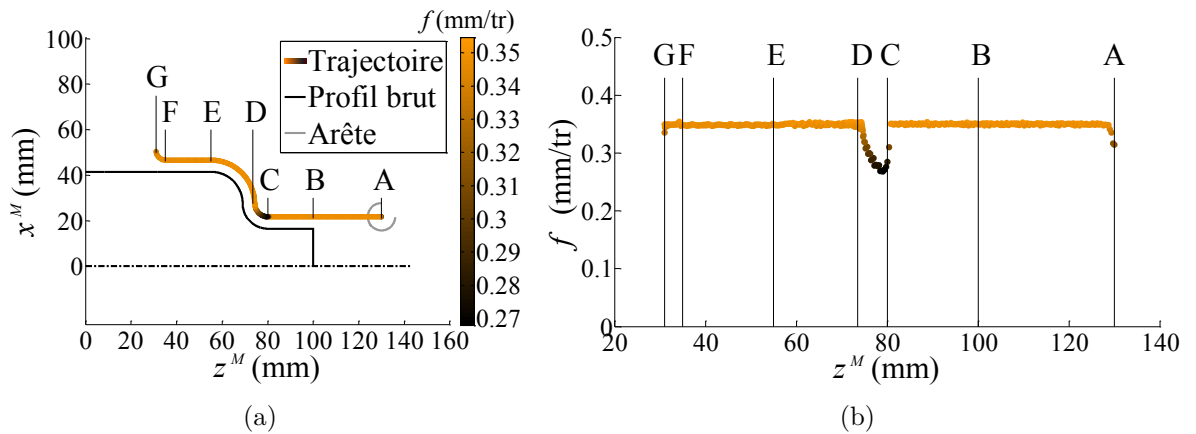 f (mm/tr)
100
80
60
40
20
0
x^M (mm)
G
F
E
D
C
B
A
Trajectoire
Profil brut
Arête
0.35
0.34
0.33
0.32
0.31
0.3
0.29
0.28
0.27
0 20 40 60 80 100 120 140 160
z^M (mm)
(a)
0.5
0.4
0.3
0.2
0.1
0
f (mm/tr)
G F E D C B A
20 40 60 80 100 120 140
z^M (mm)
(b)